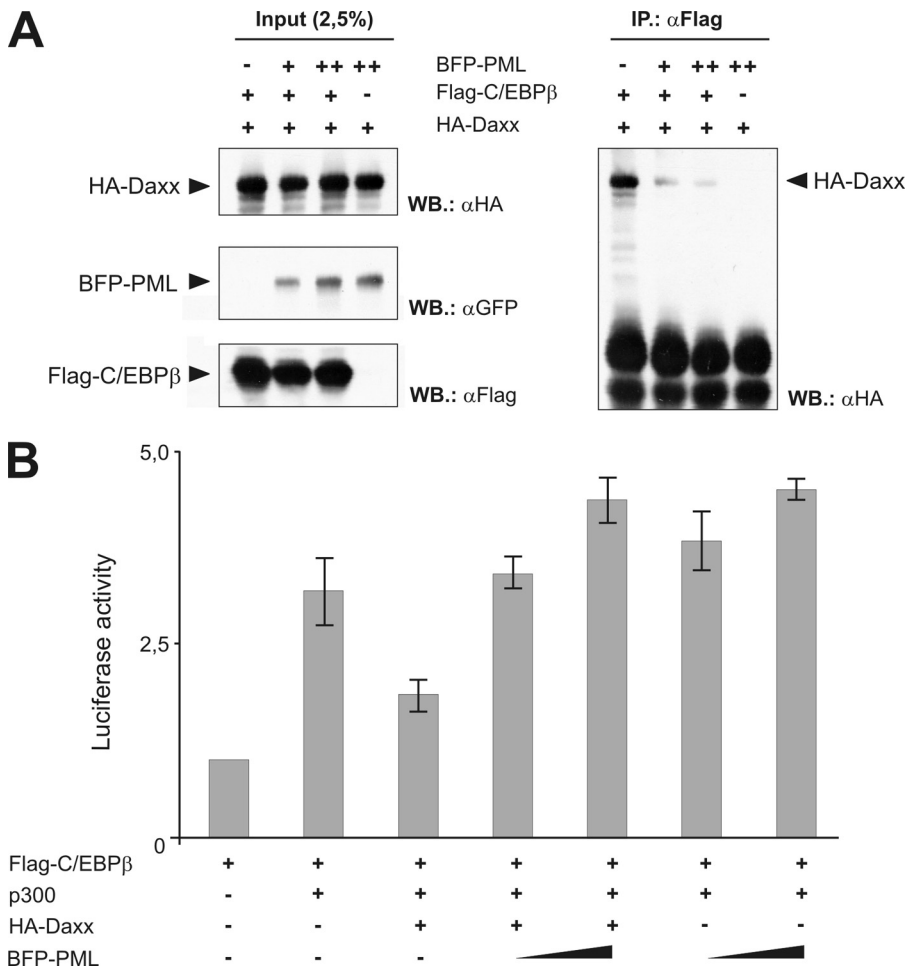 A
Input (2,5%)
IP.: αFlag
- + ++ ++ BFP-PML - + ++ ++
+ + + - Flag-C/EBPβ + + + -
+ + + + HA-Daxx + + + +
HA-Daxx
WB.: αHA
BFP-PML
WB.: αGFP
Flag-C/EBPβ
WB.: αFlag
HA-Daxx
WB.: αHA
B
Luciferase activity
5,0
2,5
0
Flag-C/EBPβ + + + + + + +
p300 - + + + + + +
HA-Daxx - - + + + - -
BFP-PML - - -